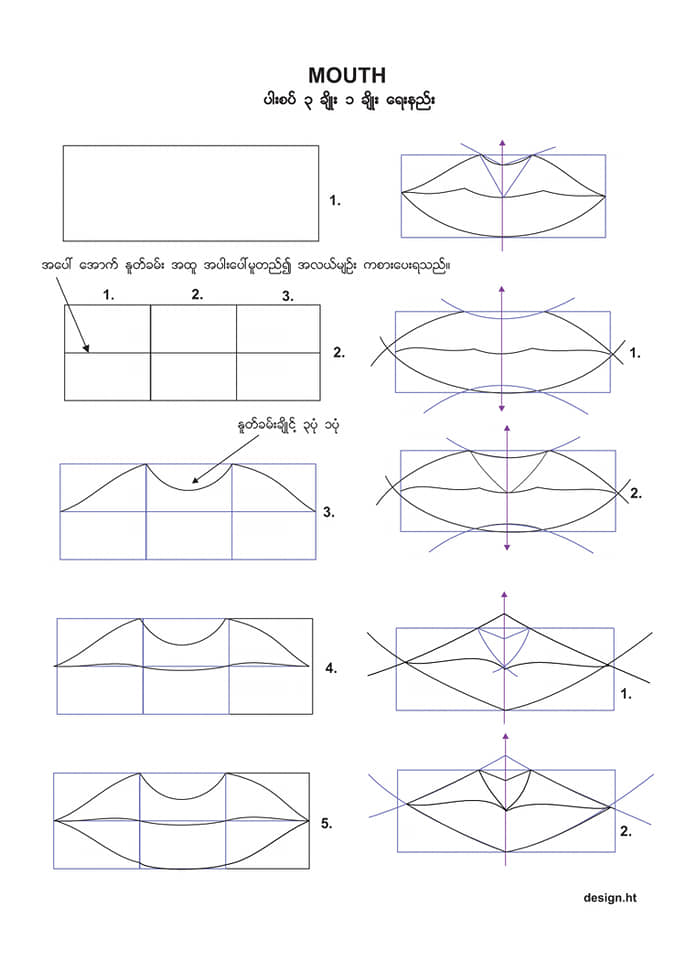 MOUTH
ပါးစပ် ၃ ချိုး ၁ ချိုး ရေးနည်း
1.
အပေါ် အောက် နှုတ်ခမ်း အထူ အပါးပေါ်မူတည်၍ အလယ်မျဉ်း ကစားပေးရသည်။
1. 2. 3.
2.
1.
နှုတ်ခမ်းချိုင့် ၃ပုံ ၁ပုံ
3.
2.
4.
1.
5.
2.
design.ht